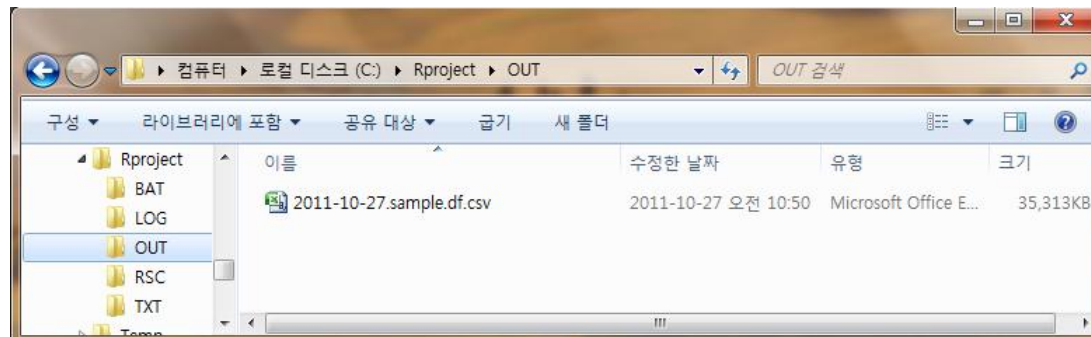 컴퓨터 ▸ 로컬 디스크 (C:) ▸ Rproject ▸ OUT
OUT 검색
구성 라이브러리에 포함 공유 대상 굽기 새 폴더
Rproject
BAT
LOG
OUT
RSC
TXT
Temp
이름 수정한 날짜 유형 크기
2011-10-27.sample.df.csv 2011-10-27 오전 10:50 Microsoft Office E... 35,313KB